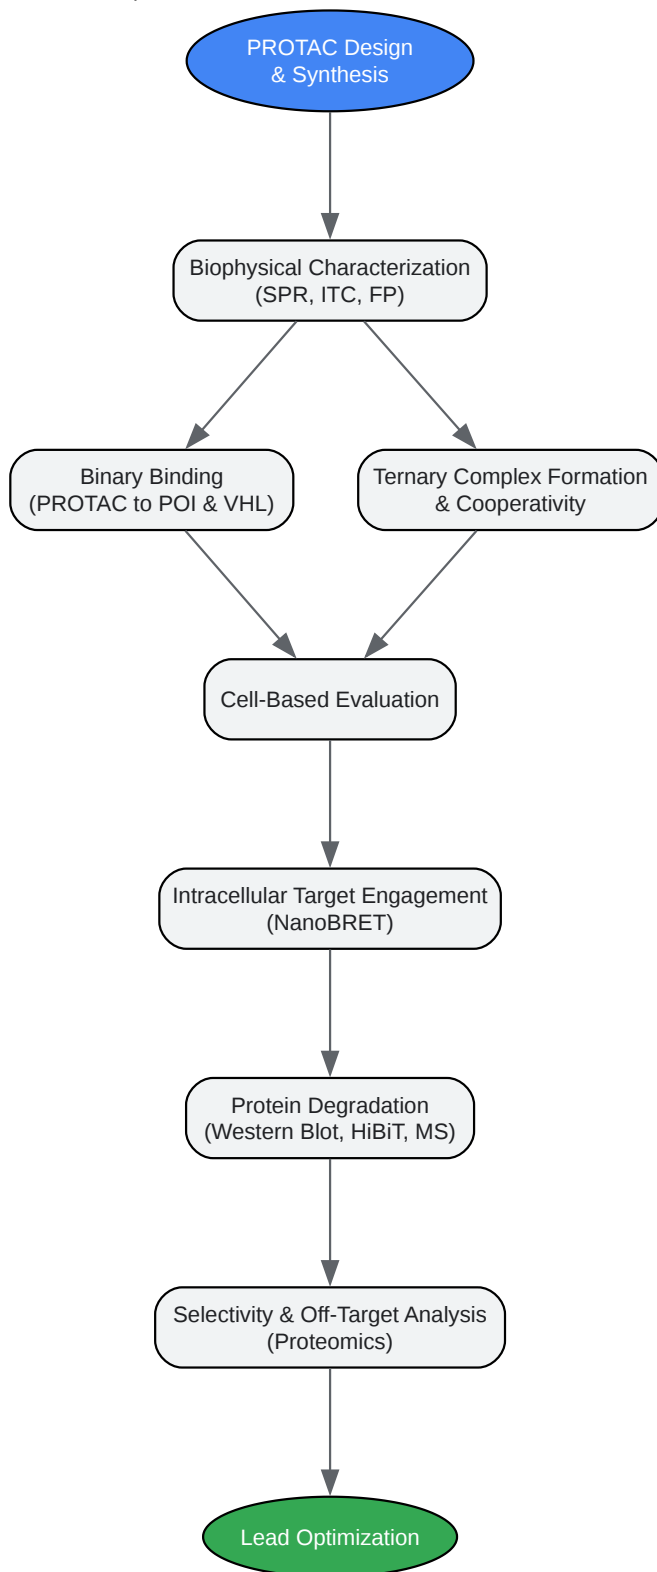 PROTAC Design
& Synthesis
Biophysical Characterization
(SPR, ITC, FP)
Binary Binding
(PROTAC to POI & VHL)
Ternary Complex Formation
& Cooperativity
Cell-Based Evaluation
Intracellular Target Engagement
(NanoBRET)
Protein Degradation
(Western Blot, HiBiT, MS)
Selectivity & Off-Target Analysis
(Proteomics)
Lead Optimization